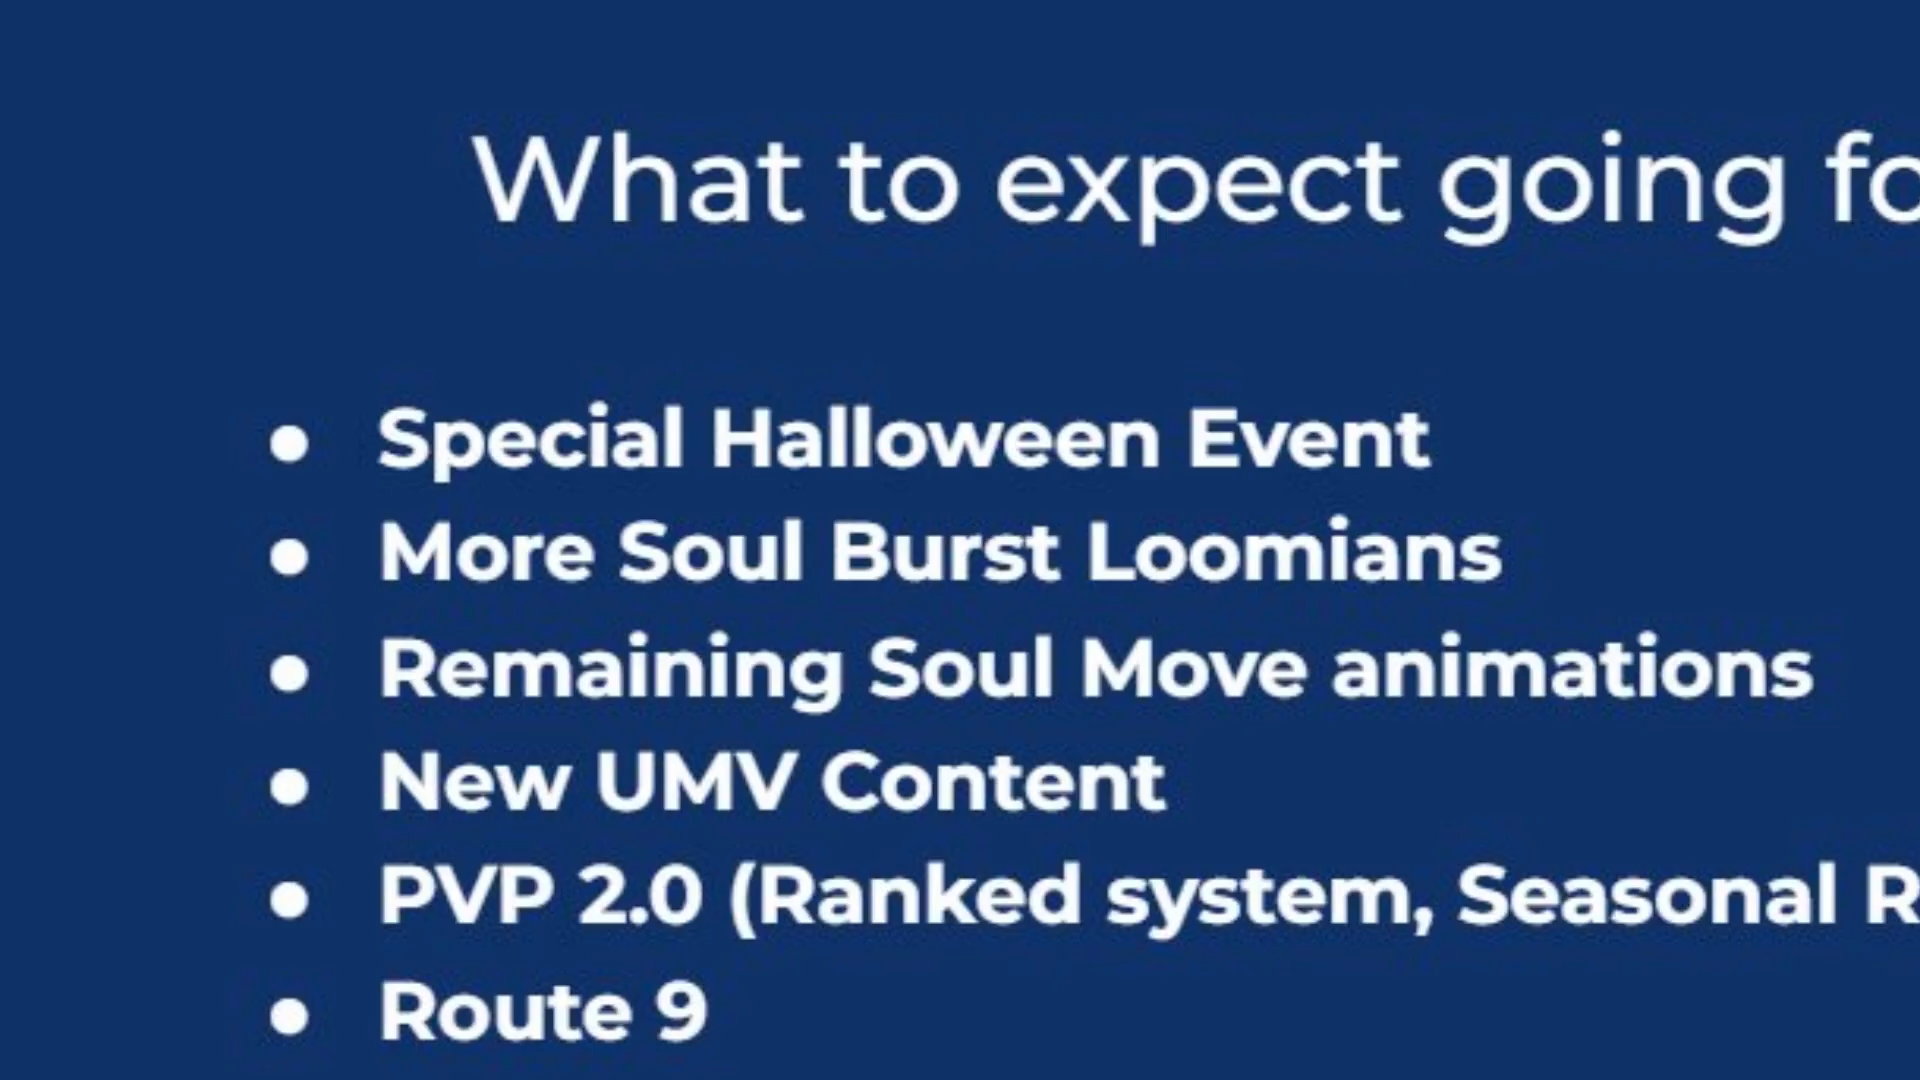 What to expect going fo
• Special Halloween Event
• More Soul Burst Loomians
• Remaining Soul Move animations
• New UMV Content
• PVP 2.0 (Ranked system, Seasonal R
• Route 9